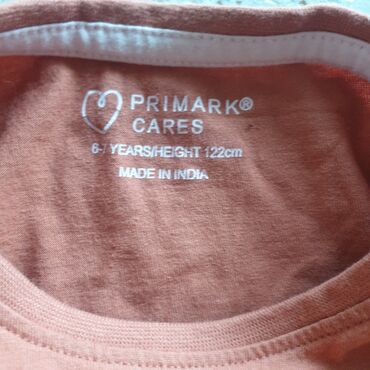 PRIMARK®
CARES
6-7 YEARS/HEIGHT 122cm
MADE IN INDIA